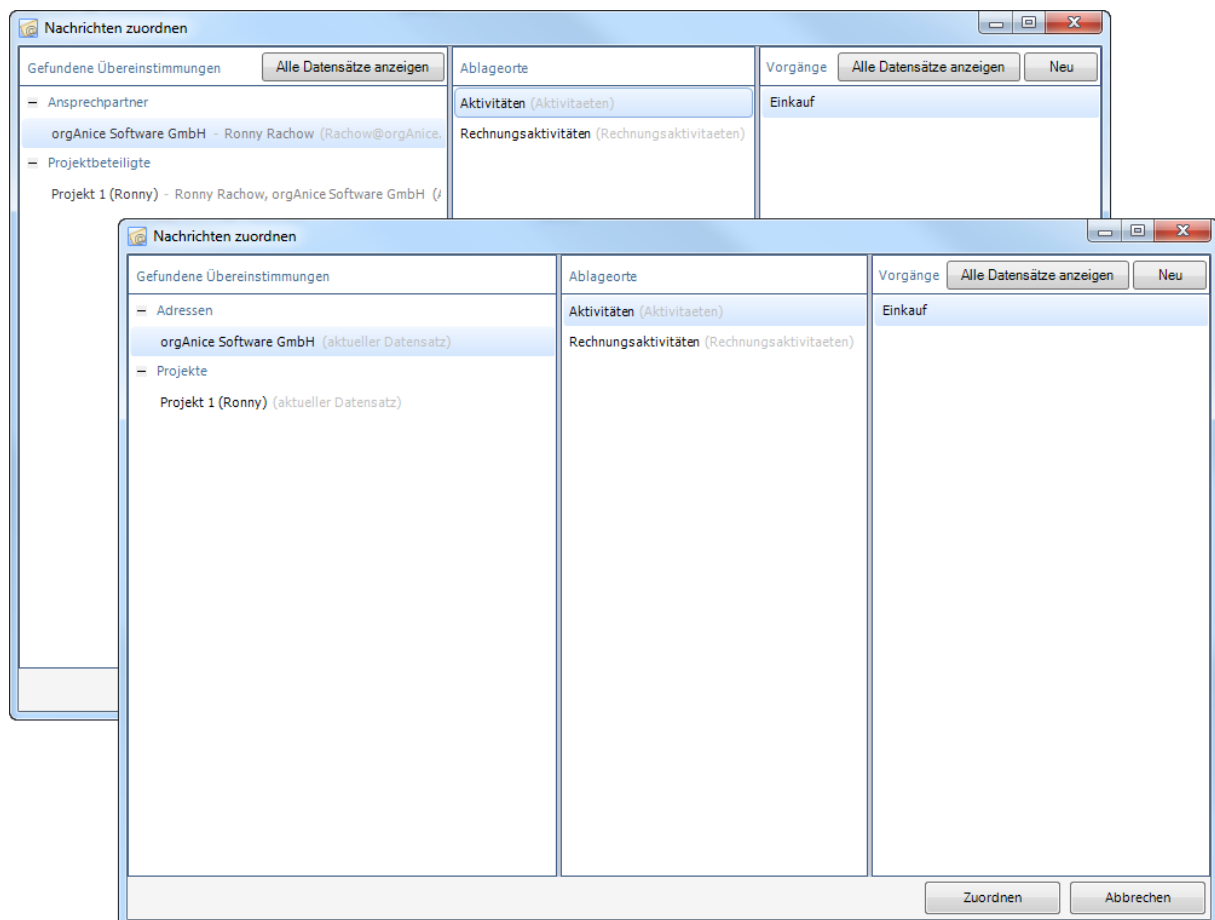 Nachrichten zuordnen
Gefundene Übereinstimmungen Alle Datensätze anzeigen Ablageorte Vorgänge Alle Datensätze anzeigen Neu
Ansprechpartner Aktivitäten (Aktivitaeten) Einkauf
orgAnice Software GmbH - Ronny Rachow (Rachow@orgAnice. Rechnungsaktivitäten (Rechnungsaktivitaeten)
Projektbeteiligte
Projekt 1 (Ronny) - Ronny Rachow, orgAnice Software GmbH (
Nachrichten zuordnen
Gefundene Übereinstimmungen Ablageorte Vorgänge Alle Datensätze anzeigen Neu
Adressen Aktivitäten (Aktivitaeten) Einkauf
orgAnice Software GmbH (aktueller Datensatz) Rechnungsaktivitäten (Rechnungsaktivitaeten)
Projekte
Projekt 1 (Ronny) (aktueller Datensatz)
Zuordnen Abbrechen